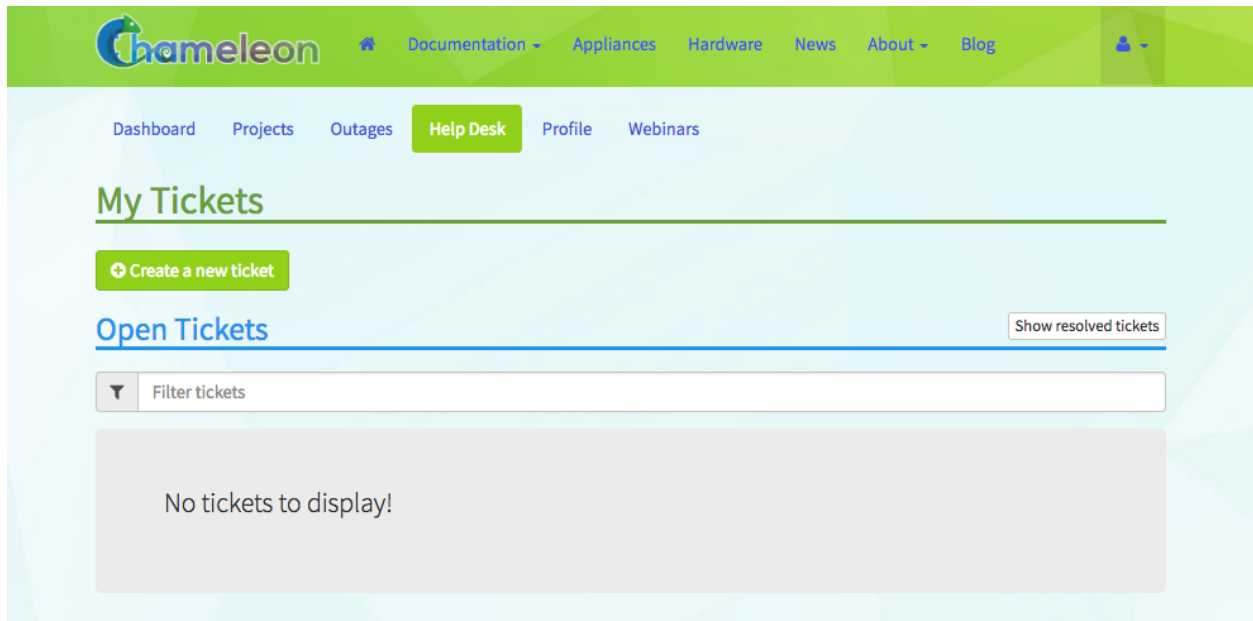 Chameleon Documentation Appliances Hardware News About Blog
Dashboard Projects Outages Help Desk Profile Webinars
My Tickets
Create a new ticket
Open Tickets Show resolved tickets
Filter tickets
No tickets to display!